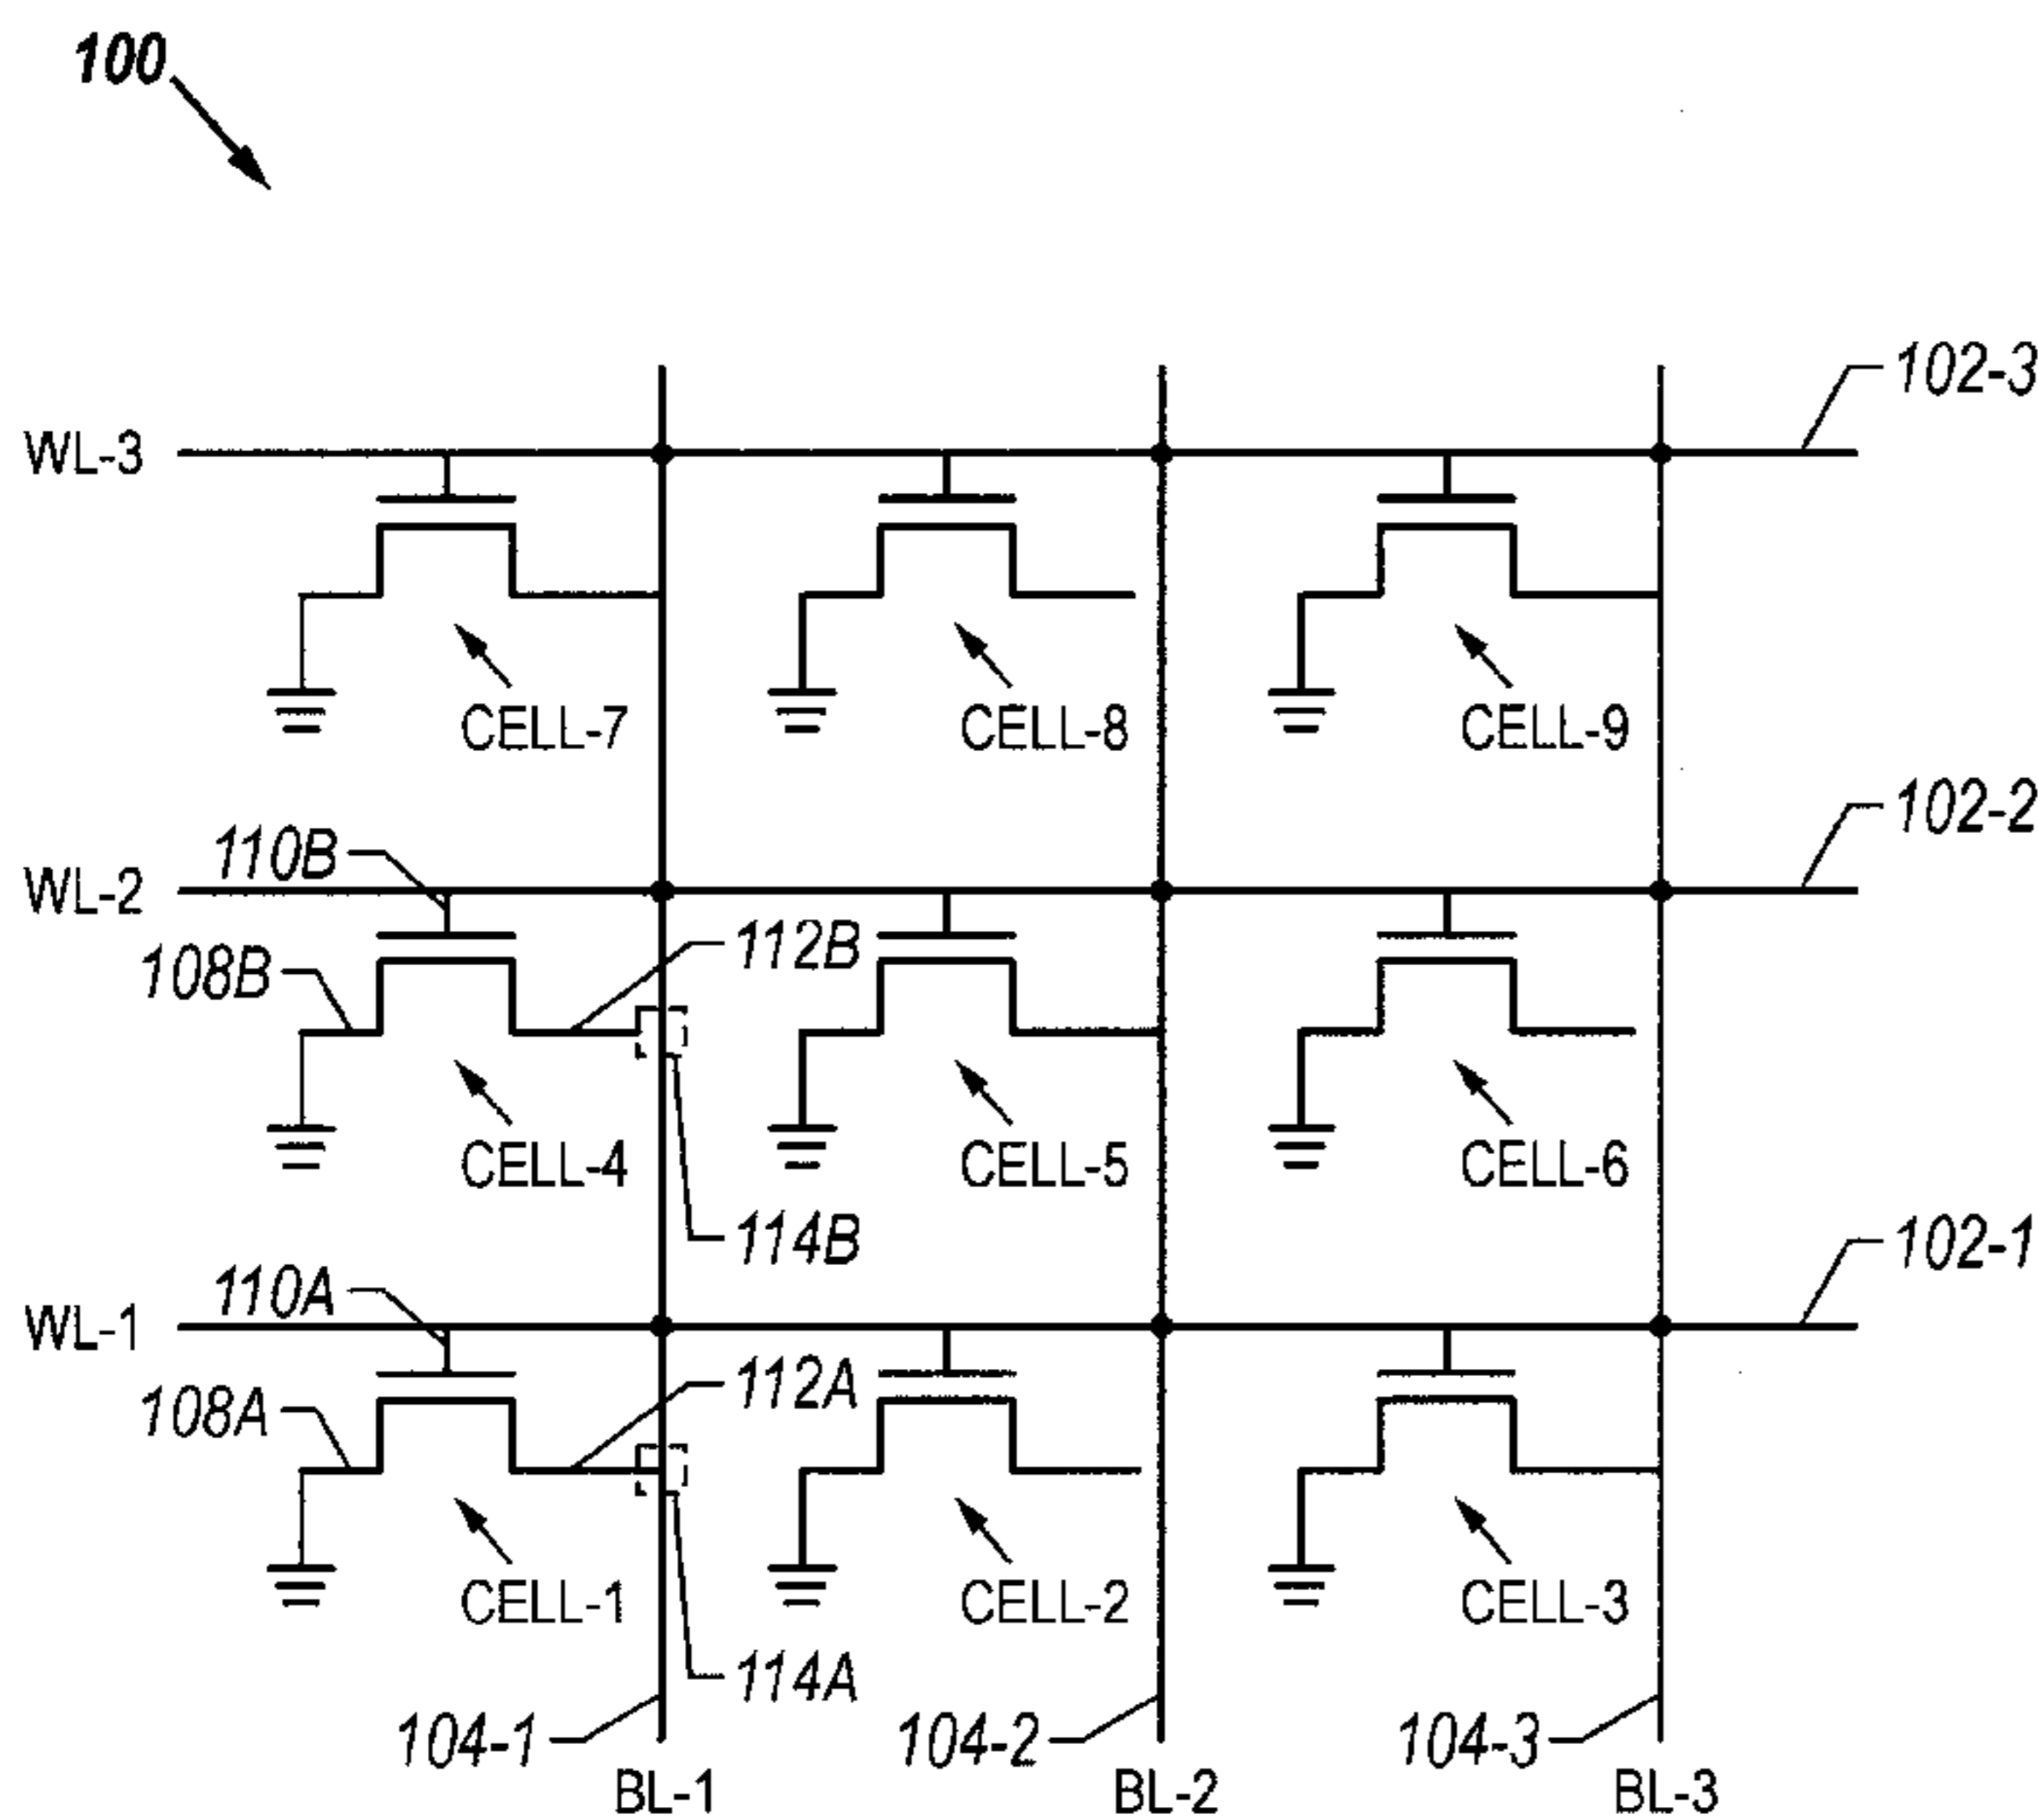 100
102-3
WL-3
CELL-7 CELL-8 CELL-9
102-2
110B
WL-2
112B
108B
CELL-4 CELL-5 CELL-6
114B
102-1
110A
WL-1
112A
108A
CELL-1 CELL-2 CELL-3
114A
104-1 104-2 104-3
BL-1 BL-2 BL-3